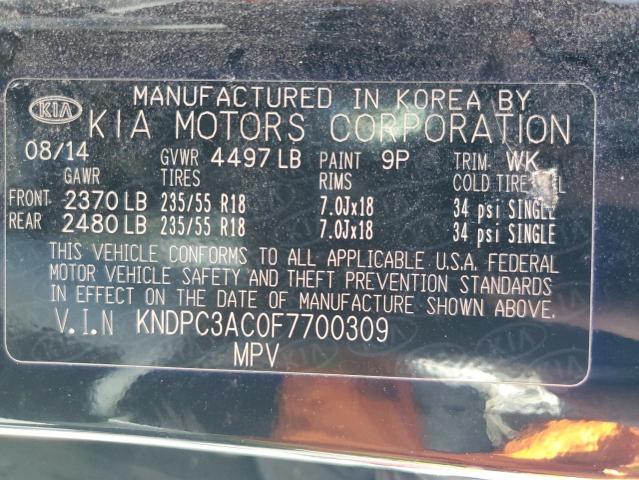 MANUFACTURED IN KOREA BY
KIA KIA MOTORS CORPORATION
08/14 GVWR 4497 LB PAINT 9P TRIM WK
GAWR TIRES RIMS COLD TIRE
FRONT 2370 LB 235/55 R18 7.0Jx18 34 psi SINGLE
REAR 2480 LB 235/55 R18 7.0Jx18 34 psi SINGLE
THIS VEHICLE CONFORMS TO ALL APPLICABLE U.S.A. FEDERAL
MOTOR VEHICLE SAFETY AND THEFT PREVENTION STANDARDS
IN EFFECT ON THE DATE OF MANUFACTURE SHOWN ABOVE.
V.I.N KNDPC3AC0F7700309
MPV